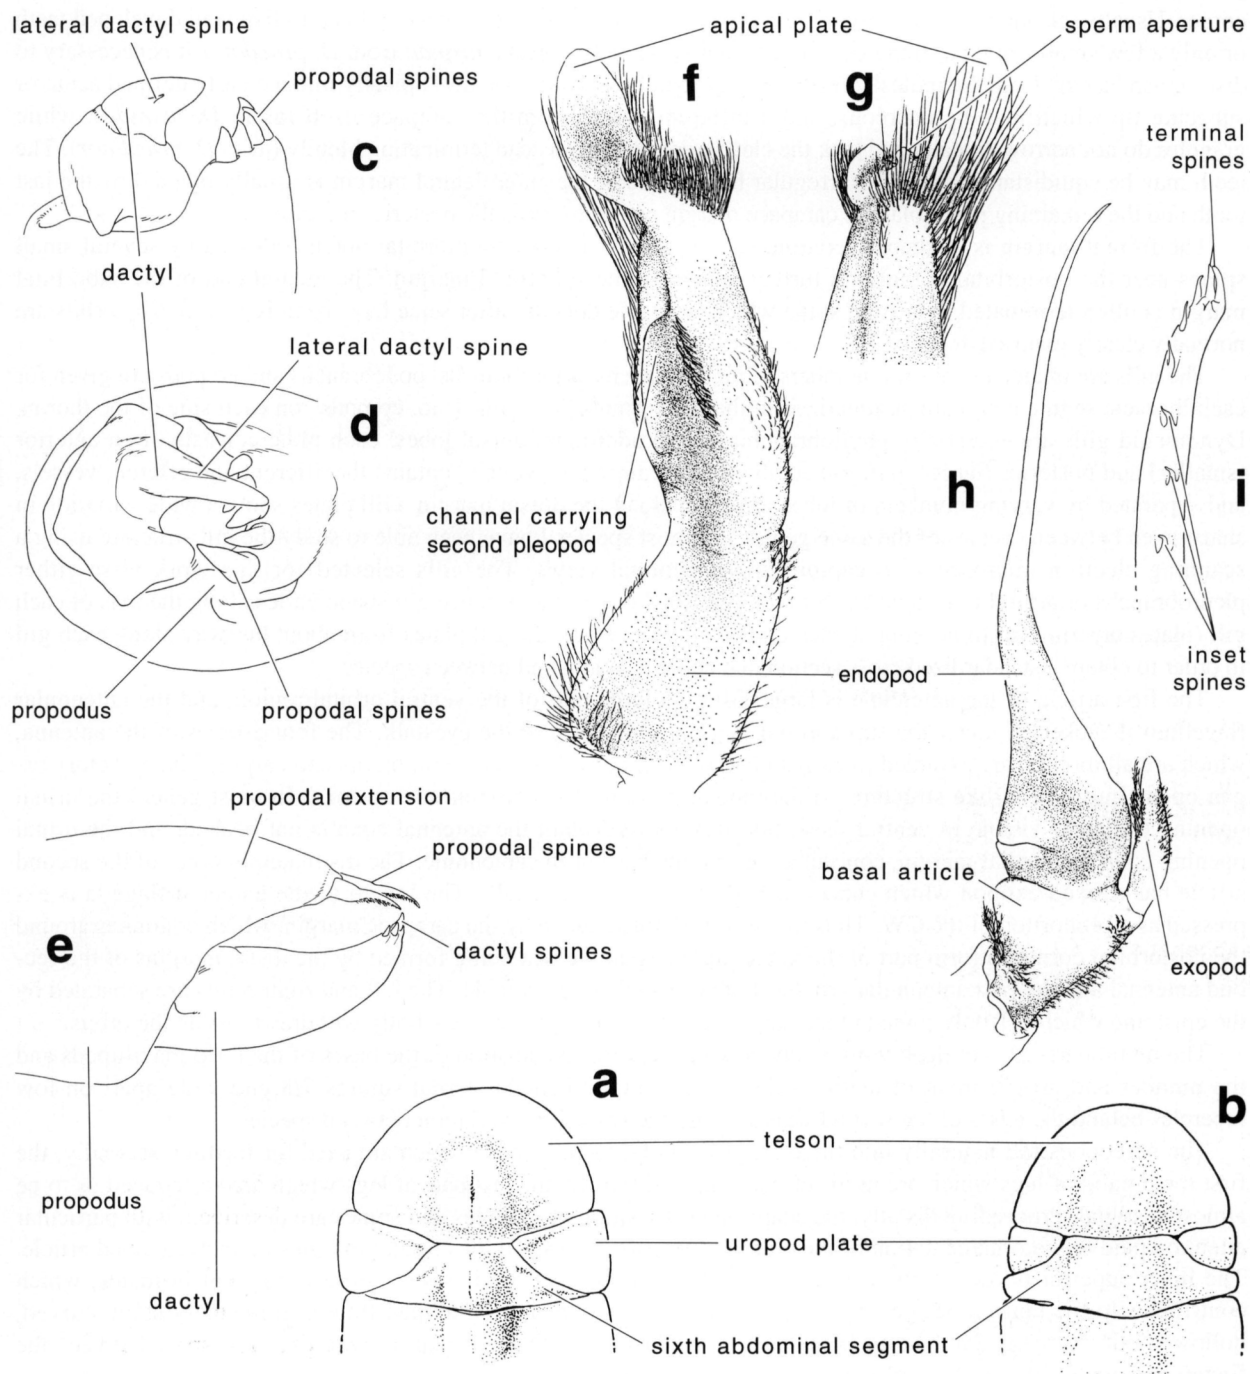 lateral dactyl spine
apical plate
sperm aperture
propodal spines
f
g
c
terminal
spines
dactyl
lateral dactyl spine
d
h
i
channel carrying
second pleopod
inset
spines
endopod
propodus
propodal spines
propodal extension
propodal spines
basal article
e
dactyl spines
exopod
a
b
telson
propodus
uropod plate
dactyl
sixth abdominal segment